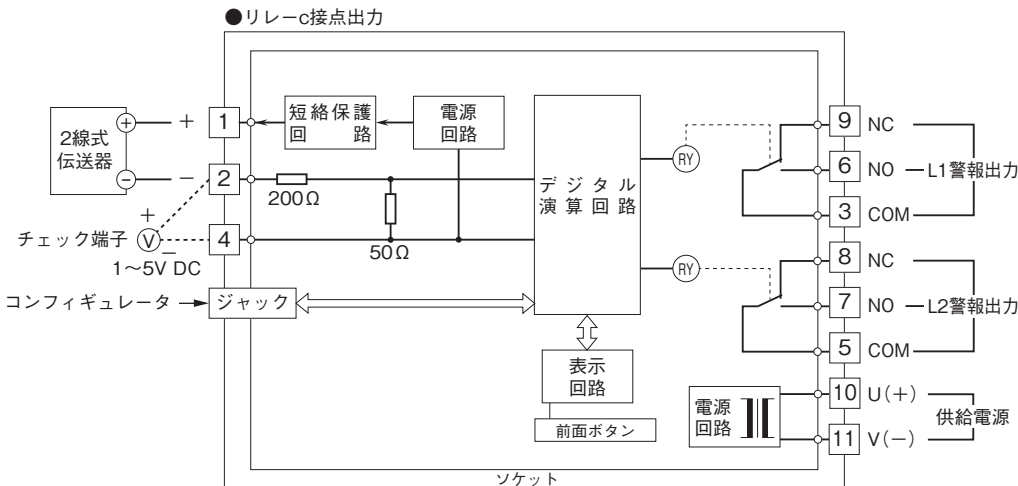 ●リレーc接点出力
2線式
伝送器
+
−
+
−
1
2
4
短絡保護
回路
電源
回路
200Ω
50Ω
+
チェック端子
V
−
1〜5V DC
コンフィギュレータ
ジャック
デジタル
演算回路
RY
RY
表示
回路
前面ボタン
9 NC
6 NO
L1警報出力
3 COM
8 NC
7 NO
L2警報出力
5 COM
電源
回路
10 U(+)
供給電源
11 V(−)
ソケット